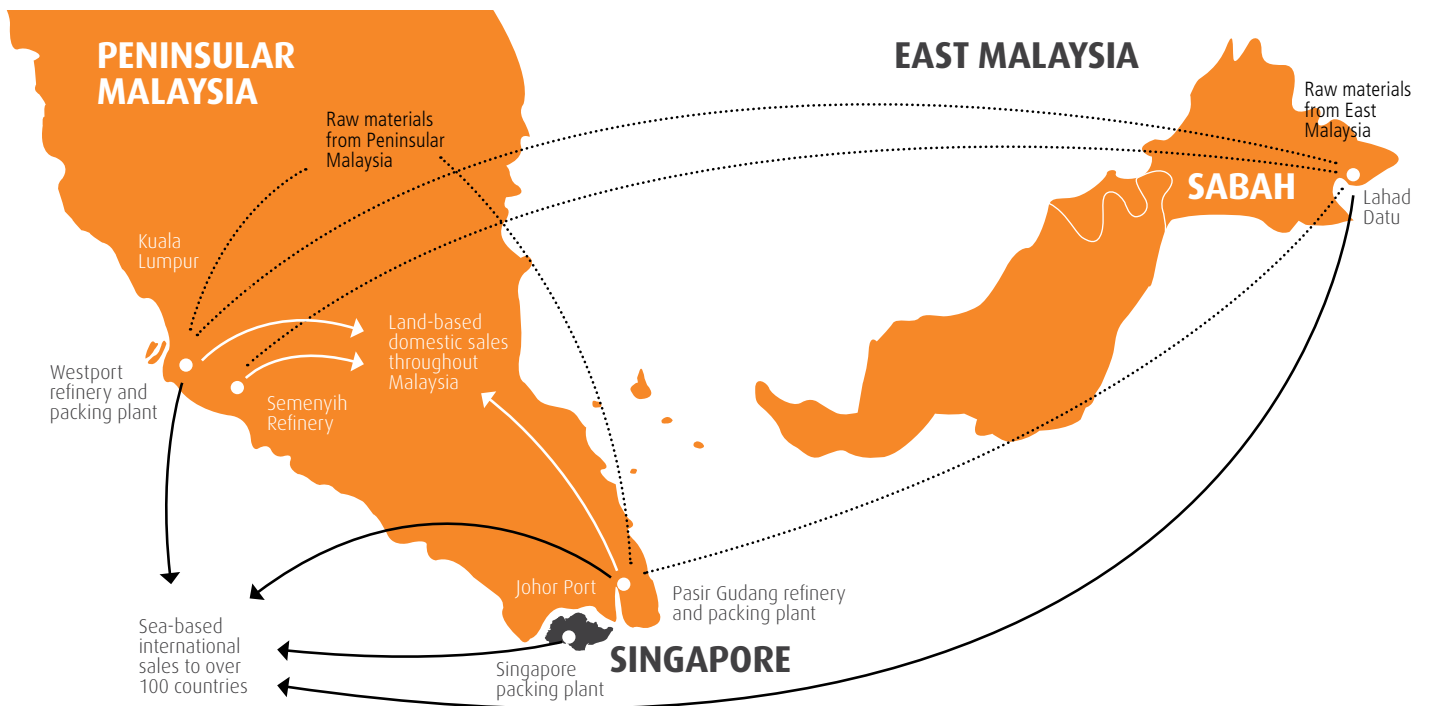 PENINSULAR
MALAYSIA
EAST MALAYSIA
Raw materials
from Peninsular
Malaysia
Raw materials
from East
Malaysia
SABAH
Lahad
Datu
Kuala
Lumpur
Land-based
domestic sales
throughout
Malaysia
Westport
refinery and
packing plant
Semenyih
Refinery
Johor Port
Pasir Gudang refinery
and packing plant
Sea-based
international
sales to over
100 countries
SINGAPORE
Singapore
packing plant